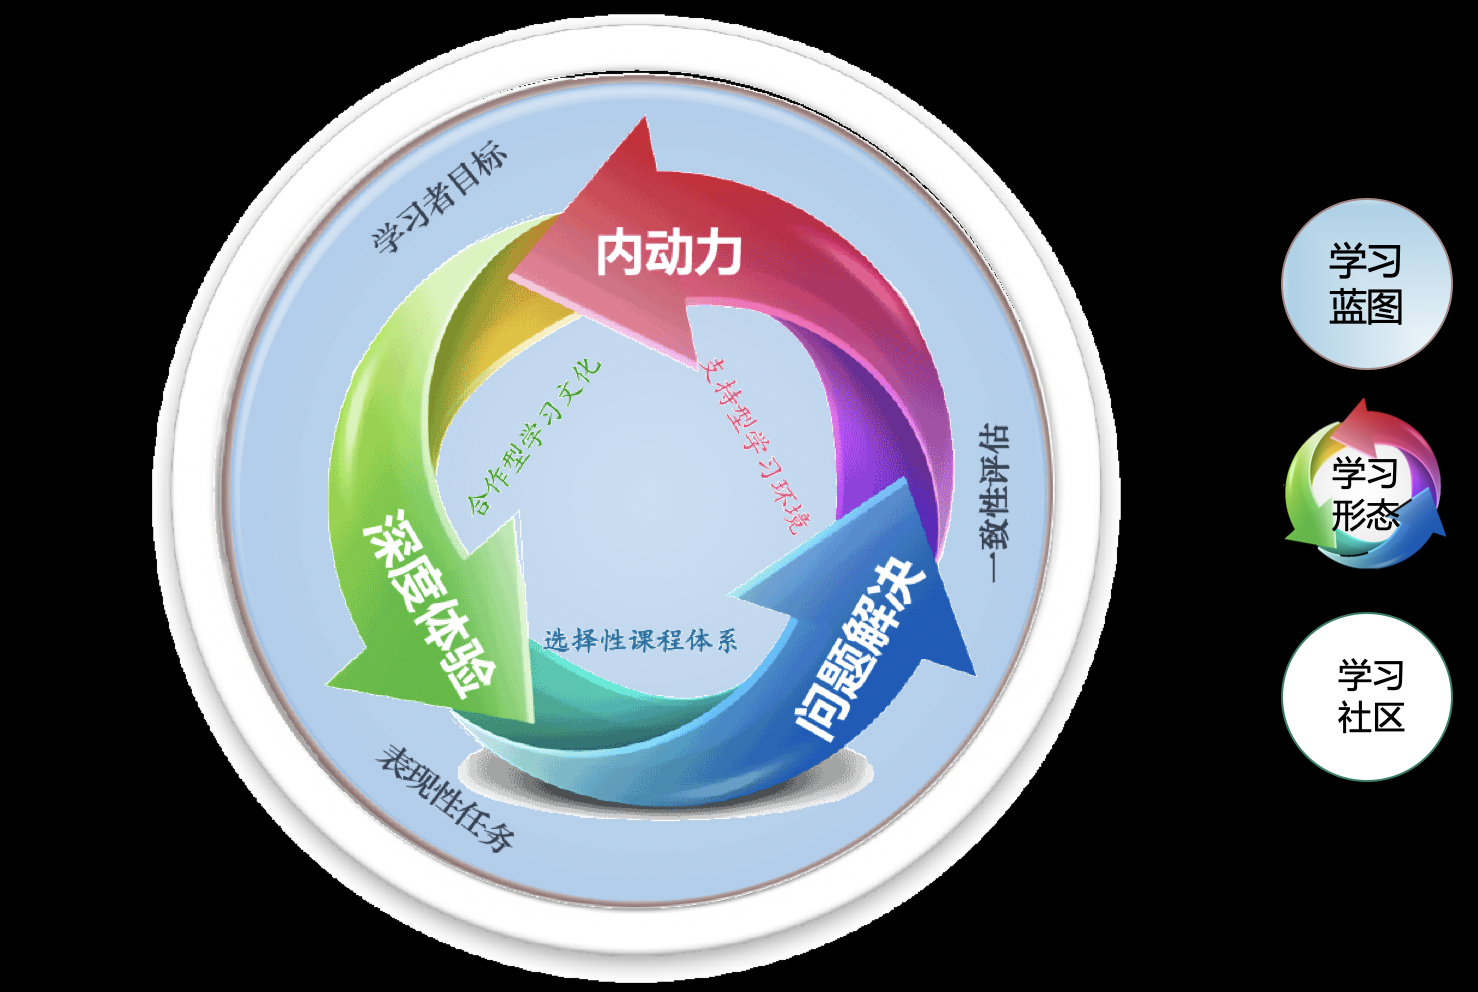 学习者目标
内动力
合作型学习文化
支持型学习环境
一致性评估
深度体验
问题解决
选择性课程体系
表现性任务
学习
蓝图
学习
形态
学习
社区